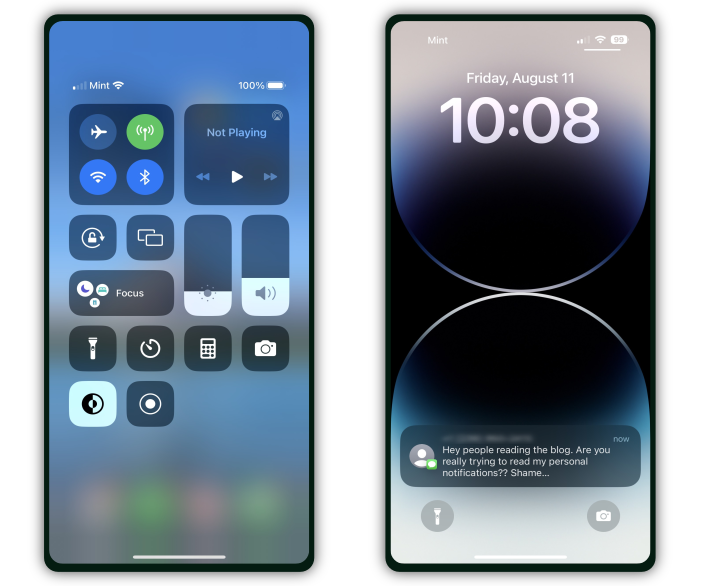 Mint
100%
Not Playing
Focus
Mint
99
Friday, August 11
10:08
now
Hey people reading the blog. Are you
really trying to read my personal
notifications?? Shame...